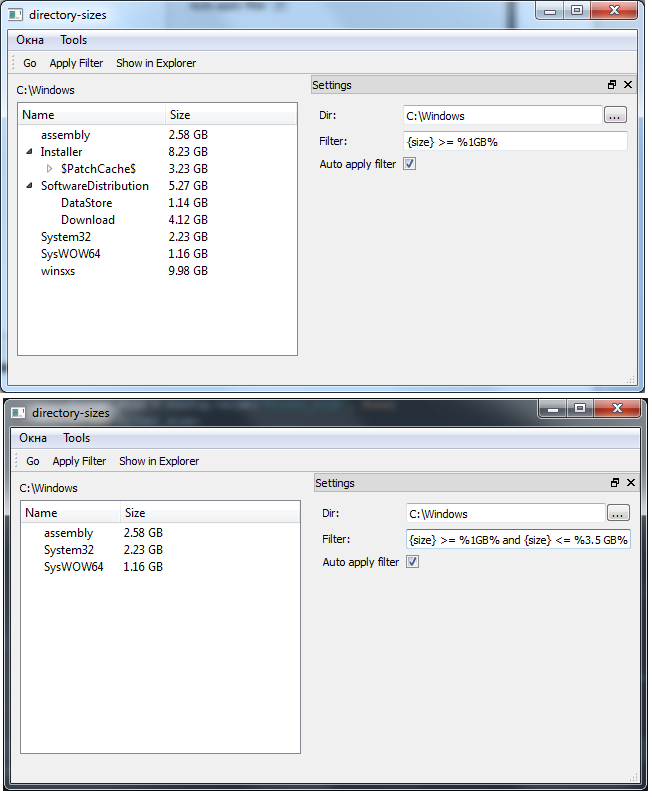 directory-sizes
Окна Tools
Go Apply Filter Show in Explorer
C:\Windows
Name Size
assembly 2.58 GB
Installer 8.23 GB
$PatchCache$ 3.23 GB
SoftwareDistribution 5.27 GB
DataStore 1.14 GB
Download 4.12 GB
System32 2.23 GB
SysWOW64 1.16 GB
winsxs 9.98 GB
Settings
Dir: C:\Windows ...
Filter: {size} >= %1GB%
Auto apply filter
directory-sizes
Окна Tools
Go Apply Filter Show in Explorer
C:\Windows
Name Size
assembly 2.58 GB
System32 2.23 GB
SysWOW64 1.16 GB
Settings
Dir: C:\Windows ...
Filter: {size} >= %1GB% and {size} <= %3.5 GB%
Auto apply filter